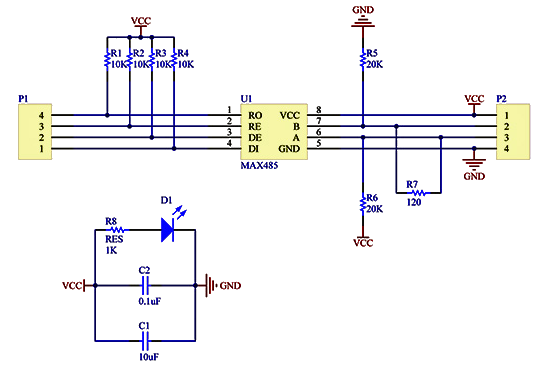 GND
VCC
R1 R2 R3 R4
10K 10K 10K 10K
R5
20K
P1
U1
VCC
P2
4
1 RO VCC 8
1
3
2 RE B 7
2
2
3 DE A 6
3
1
4 DI GND 5
4
MAX485
GND
R7
120
R6
20K
VCC
D1
R8
RES
1K
C2
VCC
GND
0.1uF
C1
10uF